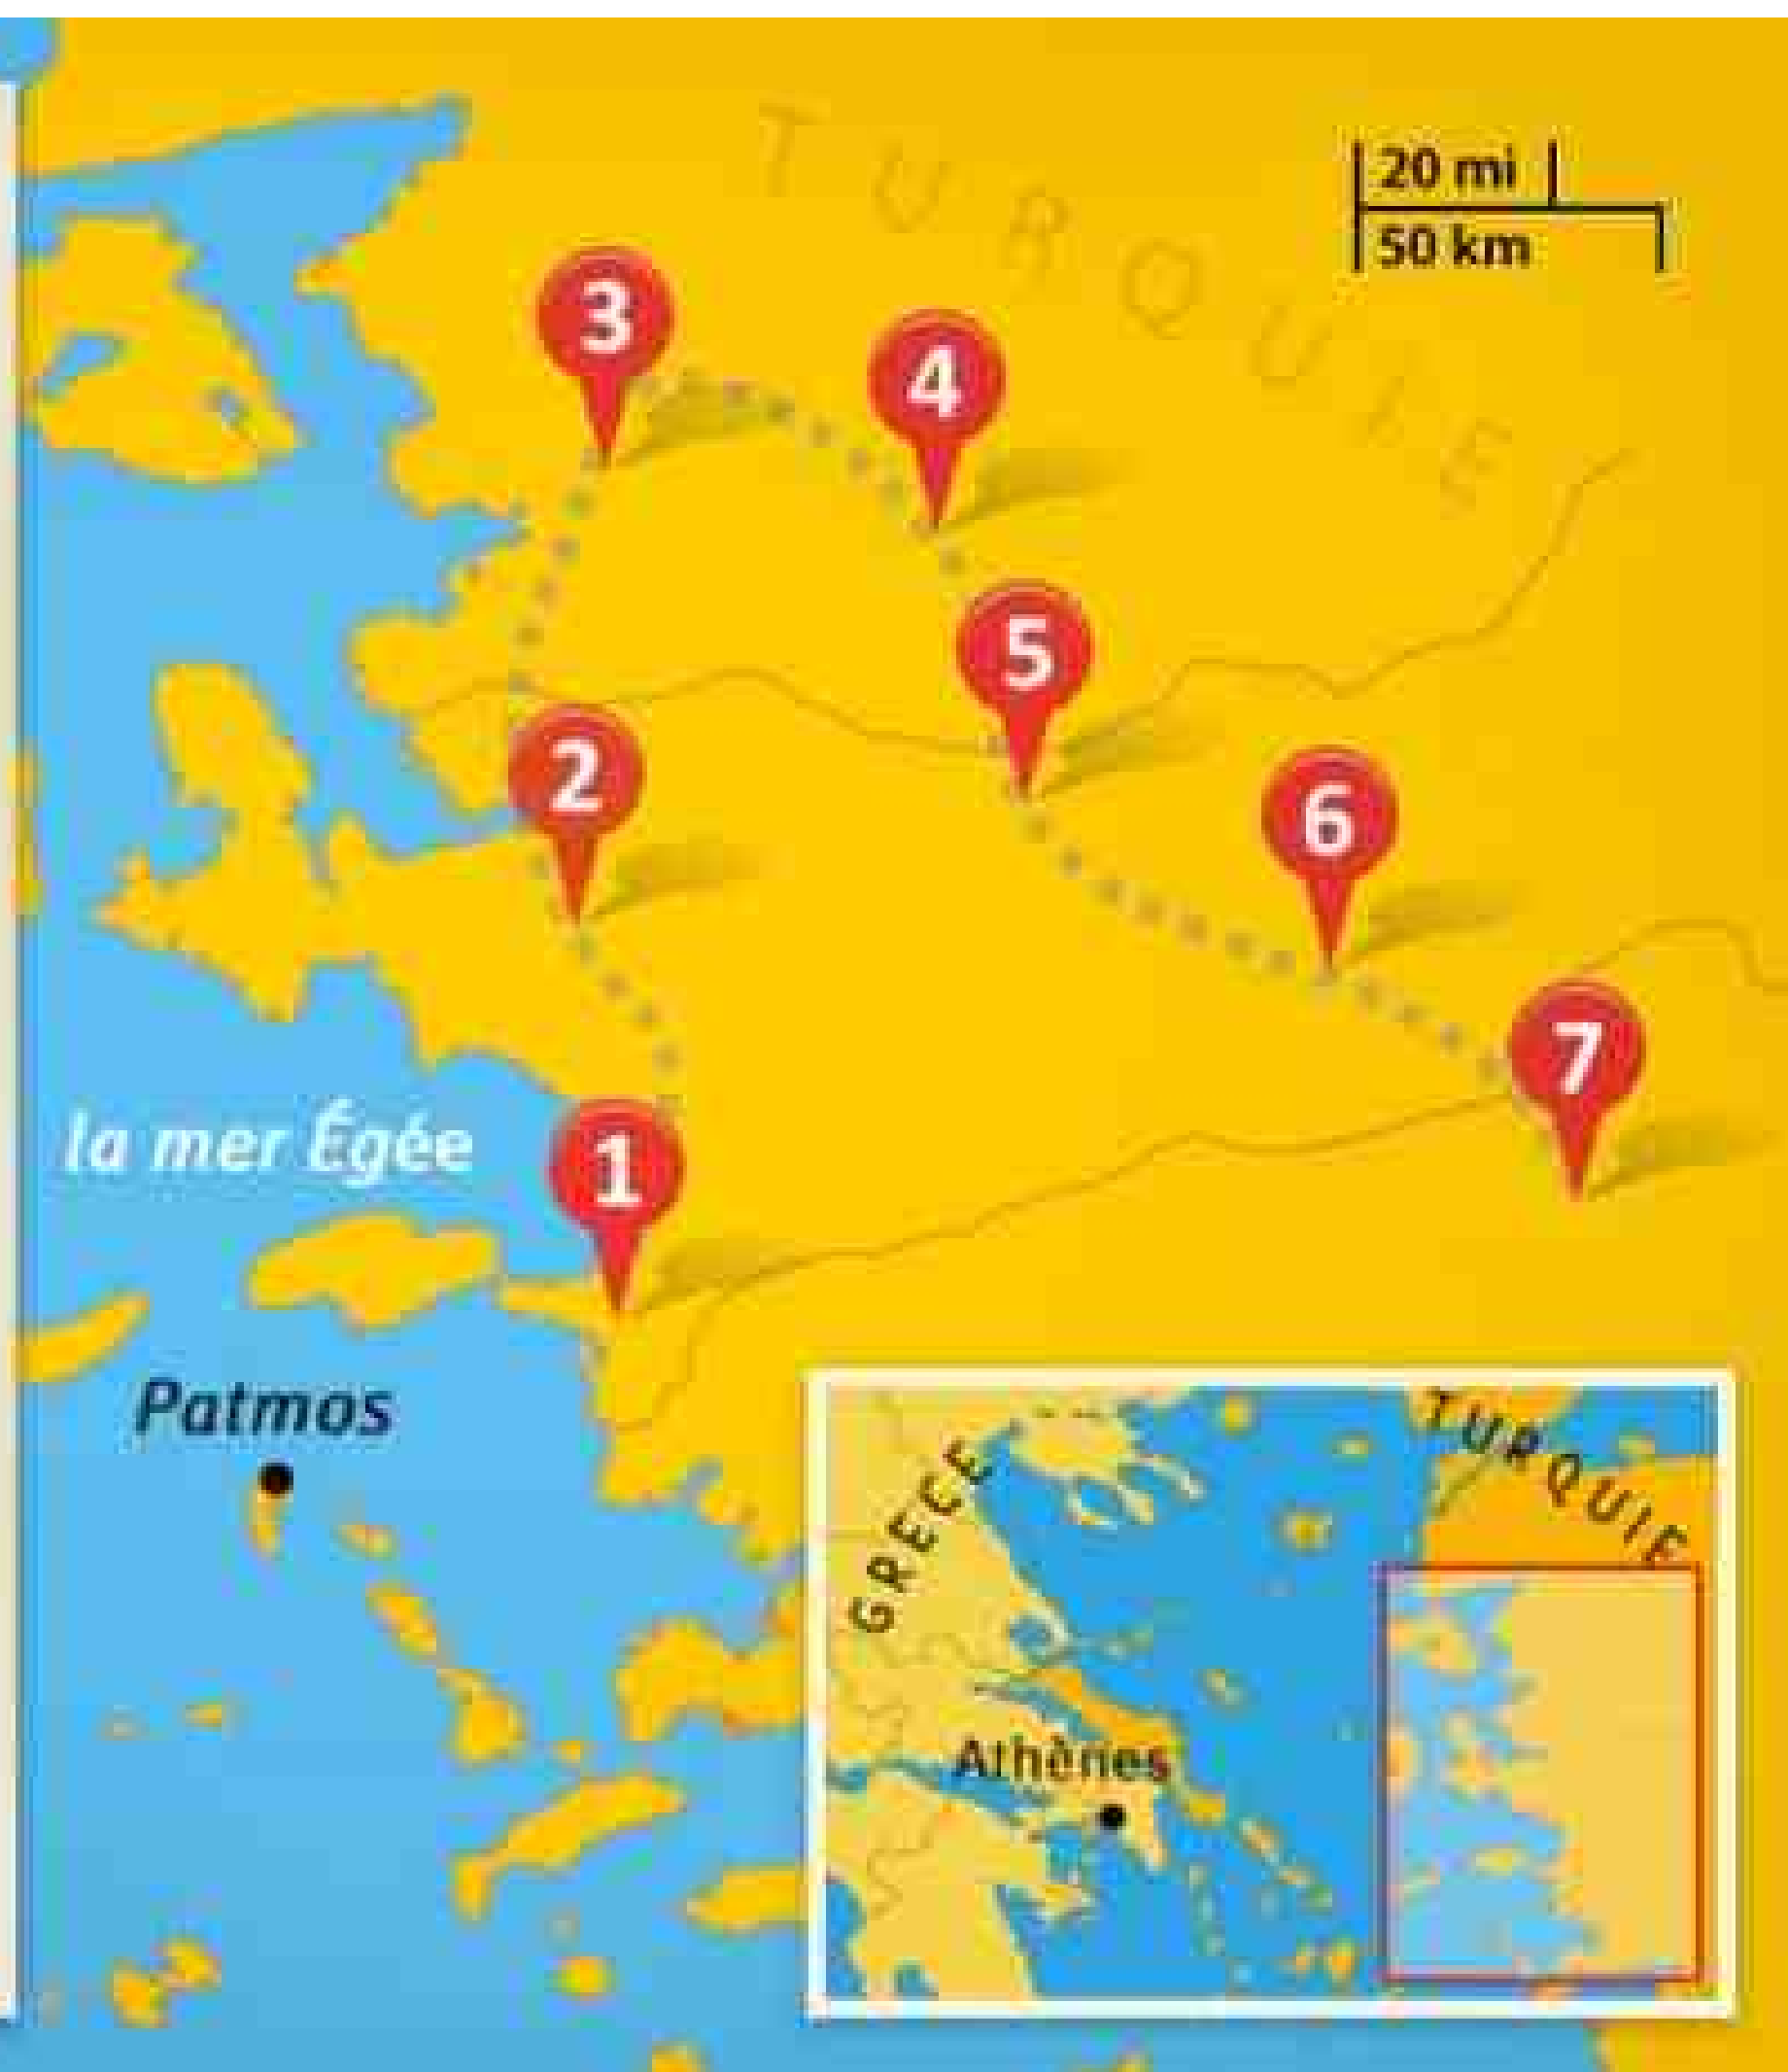 TURQUIE
20 mi
50 km
3
4
5
2
6
7
1
la mer Égée
Patmos
GRECE
TURQUIE
Athènes